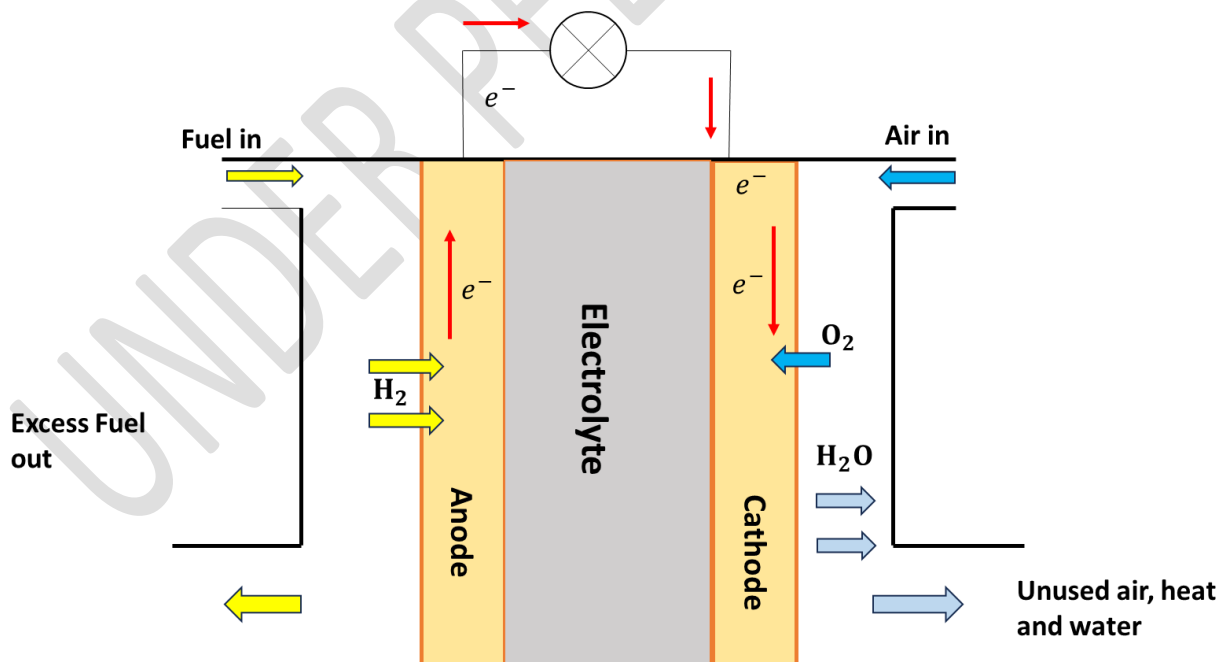 UNDER PE
e⁻
Fuel in
Air in
e⁻
e⁻
e⁻
Electrolyte
O₂
H₂
Excess Fuel
out
H₂O
Anode
Cathode
Unused air, heat
and water